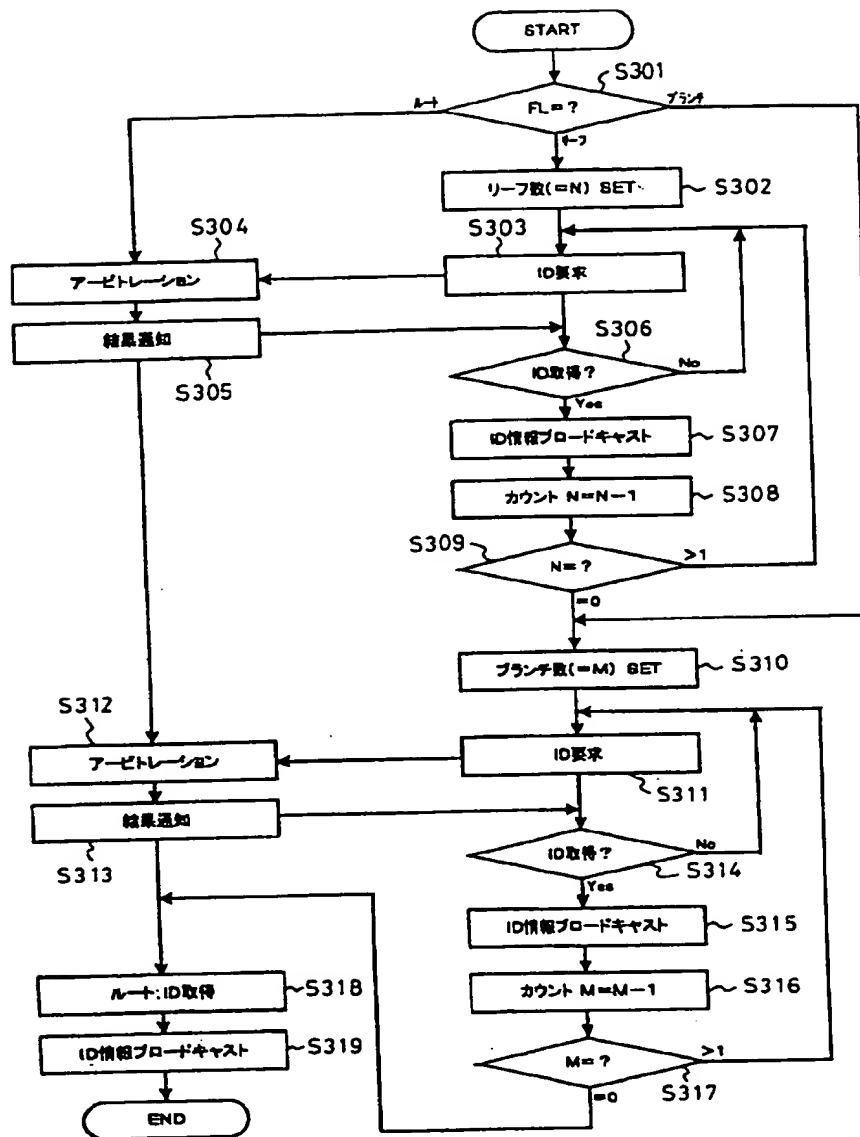 START
S301
ルート
FL=?
ブランチ
リーフ
リーフ数(=N) SET
S302
S303
ID要求
S304
アービトレーション
結果通知
S305
S306
ID取得?
No
Yes
ID情報ブロードキャスト
S307
カウント N=N-1
S308
S309
N=?
>1
=0
ブランチ数(=M) SET
S310
S312
アービトレーション
ID要求
S311
結果通知
S313
ID取得?
No
S314
Yes
ID情報ブロードキャスト
S315
カウント M=M-1
S316
M=?
>1
S317
=0
ルート:ID取得
S318
ID情報ブロードキャスト
S319
END